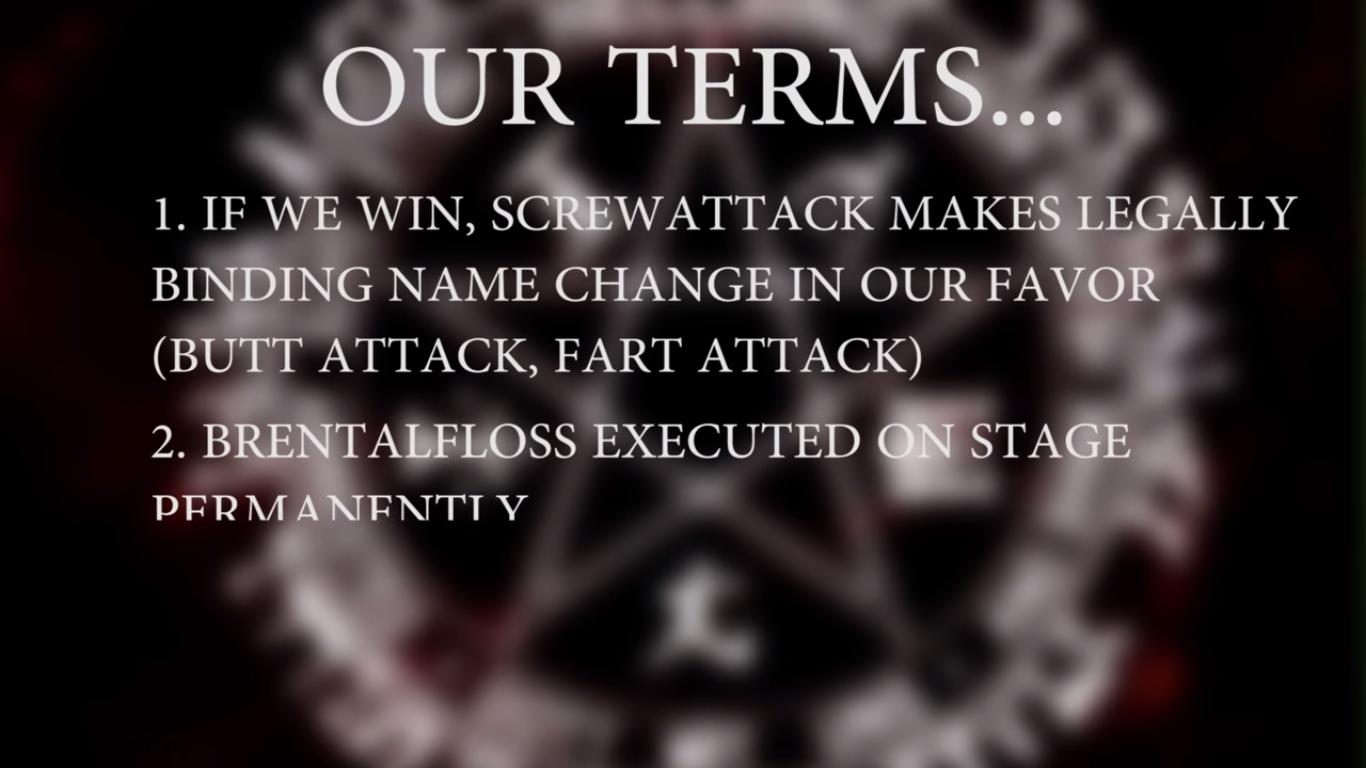 OUR TERMS...
1. IF WE WIN, SCREWATTACK MAKES LEGALLY
BINDING NAME CHANGE IN OUR FAVOR
(BUTT ATTACK, FART ATTACK)
2. BRENTALFLOSS EXECUTED ON STAGE
PERMANENTLY